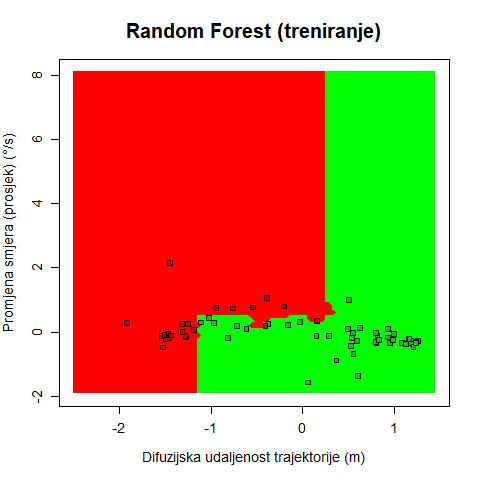 Random Forest (treniranje)
Promjena smjera (prosjek) (°/s)
8
6
4
2
0
-2
-2 -1 0 1
Difuzijska udaljenost trajektorije (m)